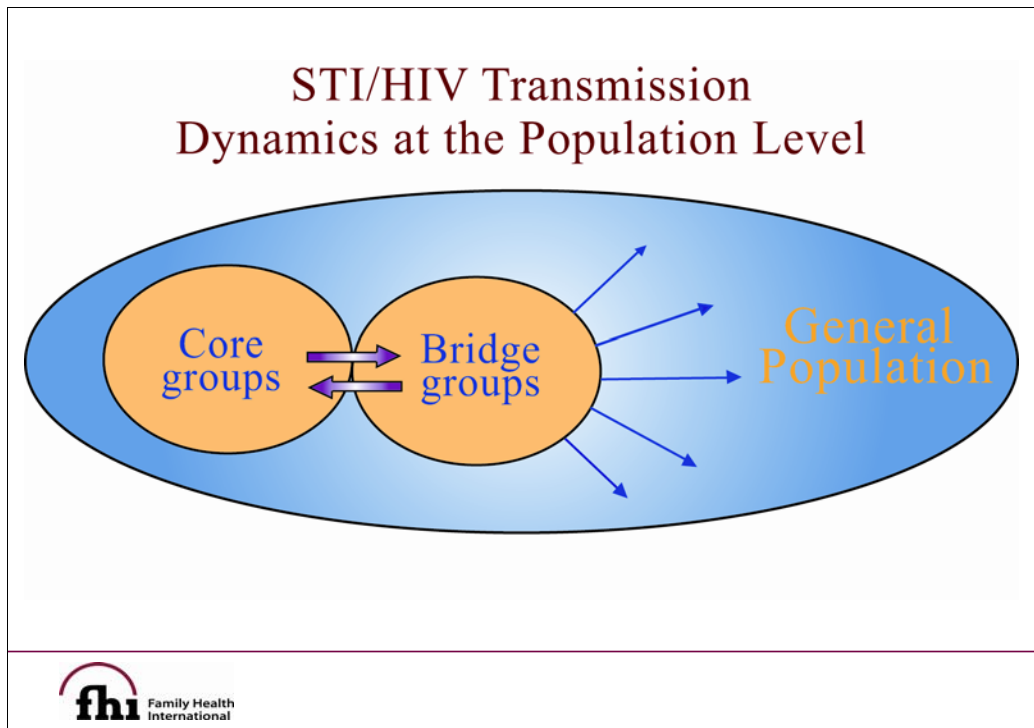 STI/HIV Transmission
Dynamics at the Population Level
Core
groups
Bridge
groups
General
Population
fhi
Family Health
International